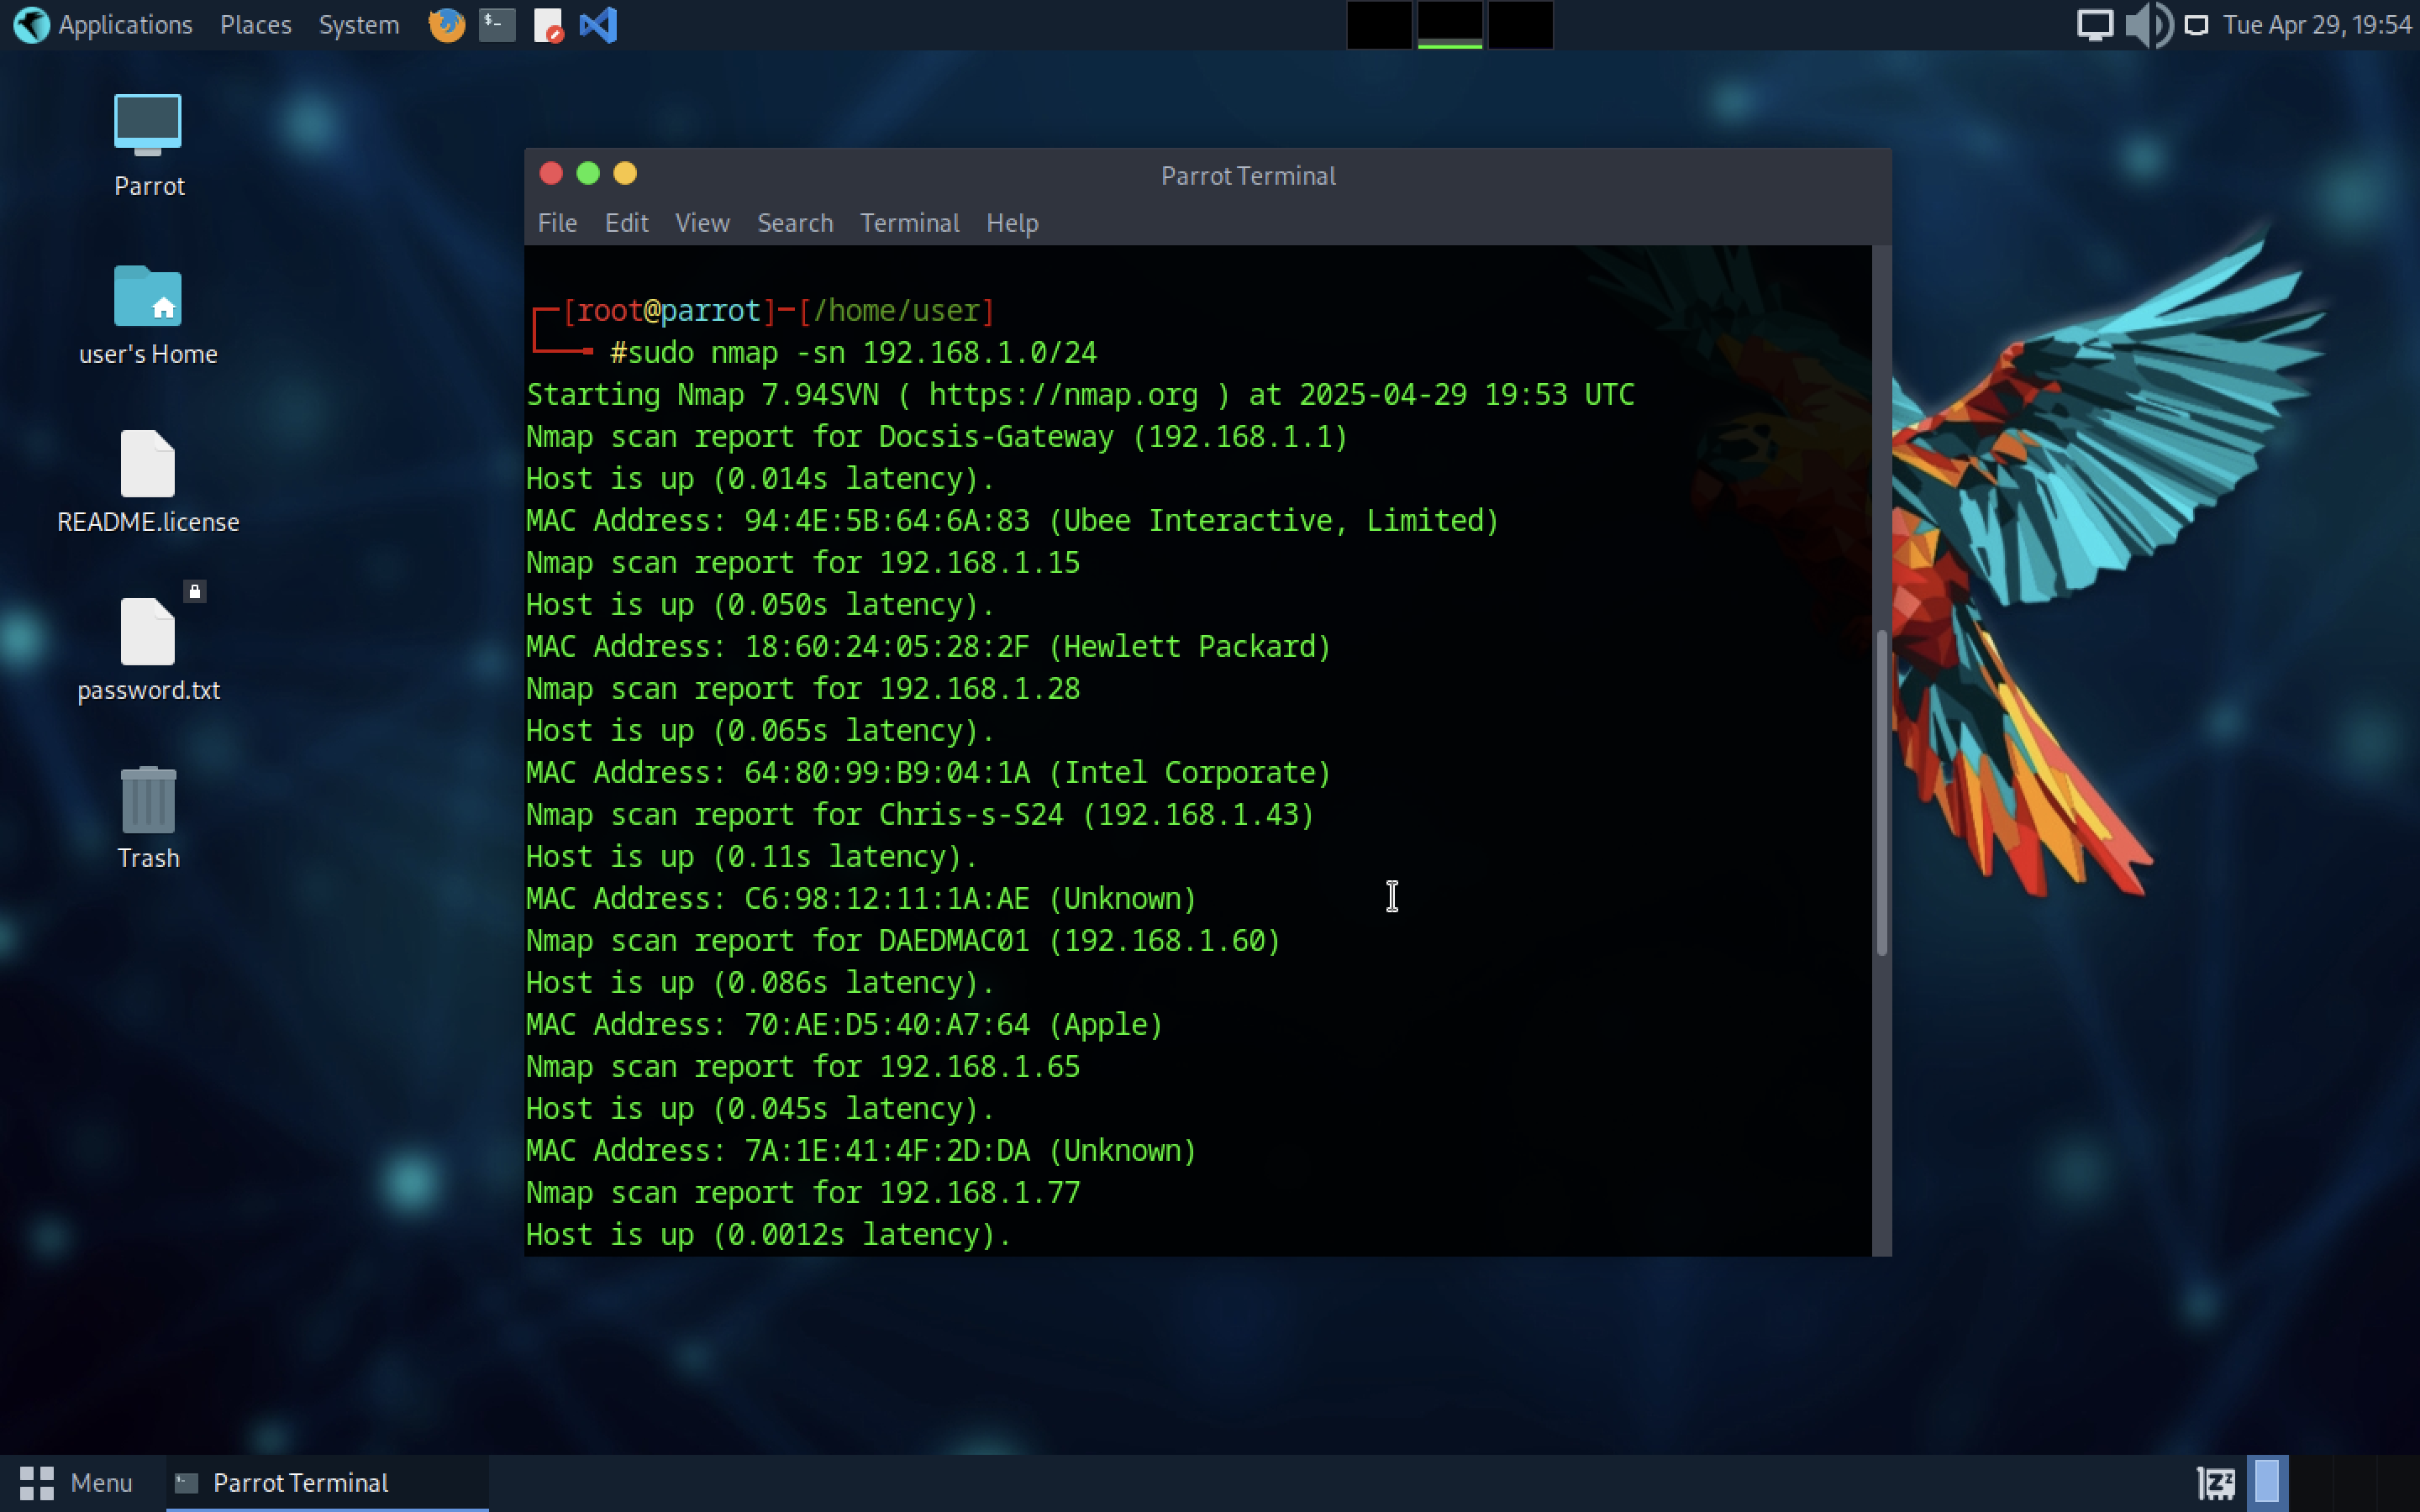 Applications Places System
Tue Apr 29, 19:54
Parrot
user's Home
README.license
password.txt
Trash
Parrot Terminal
File Edit View Search Terminal Help
┌─[root@parrot]─[/home/user]
└──╼ #sudo nmap -sn 192.168.1.0/24
Starting Nmap 7.94SVN ( https://nmap.org ) at 2025-04-29 19:53 UTC
Nmap scan report for Docsis-Gateway (192.168.1.1)
Host is up (0.014s latency).
MAC Address: 94:4E:5B:64:6A:83 (Ubee Interactive, Limited)
Nmap scan report for 192.168.1.15
Host is up (0.050s latency).
MAC Address: 18:60:24:05:28:2F (Hewlett Packard)
Nmap scan report for 192.168.1.28
Host is up (0.065s latency).
MAC Address: 64:80:99:B9:04:1A (Intel Corporate)
Nmap scan report for Chris-s-S24 (192.168.1.43)
Host is up (0.11s latency).
MAC Address: C6:98:12:11:1A:AE (Unknown)
Nmap scan report for DAEDMAC01 (192.168.1.60)
Host is up (0.086s latency).
MAC Address: 70:AE:D5:40:A7:64 (Apple)
Nmap scan report for 192.168.1.65
Host is up (0.045s latency).
MAC Address: 7A:1E:41:4F:2D:DA (Unknown)
Nmap scan report for 192.168.1.77
Host is up (0.0012s latency).
Menu
Parrot Terminal